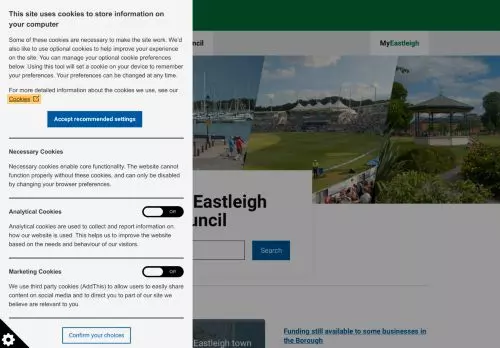 This site uses cookies to store information on
your computer
Some of these cookies are necessary to make the site work. We'd
also like to use optional cookies to help improve your experience
on the site. You can manage your optional cookie preferences
below. Using this tool will set a cookie on your device to remember
your preferences. Your preferences can be changed at any time.
For more detailed information about the cookies we use, see our
Cookies
Accept recommended settings
Necessary Cookies
Necessary cookies enable core functionality. The website cannot
function properly without these cookies, and can only be disabled
by changing your browser preferences.
Analytical Cookies
Off
Analytical cookies are used to collect and report information on
how our website is used. This helps us to improve the website
based on the needs and behaviour of our visitors.
Marketing Cookies
Off
We use third party cookies (AddThis) to allow users to easily share
content on social media and to direct you to part of our site we
believe are relevant to you.
Confirm your choices
uncil
MyEastleigh
Eastleigh
uncil
Search
Eastleigh town
Funding still available to some businesses in
the Borough